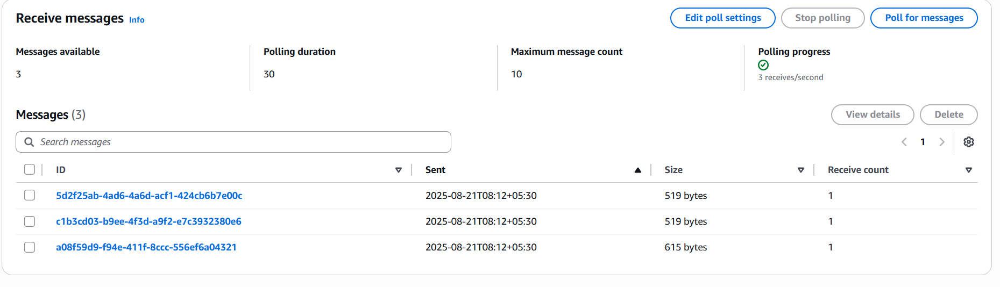 Receive messages Info Edit poll settings Stop polling Poll for messages
Messages available Polling duration Maximum message count Polling progress
3 30 10
3 receives/second
Messages (3) View details Delete
Search messages 1
ID Sent Size Receive count
5d2f25ab-4ad6-4a6d-acf1-424cb6b7e00c 2025-08-21T08:12+05:30 519 bytes 1
c1b3cd03-b9ee-4f3d-a9f2-e7c3932380e6 2025-08-21T08:12+05:30 519 bytes 1
a08f59d9-f94e-411f-8ccc-556ef6a04321 2025-08-21T08:12+05:30 615 bytes 1